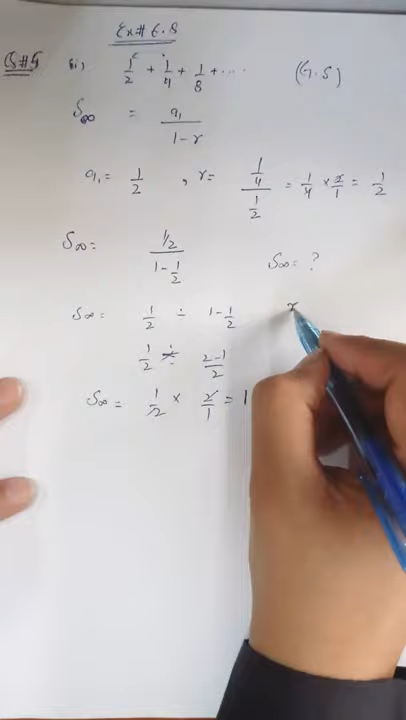 Ex# 6.8
Q#5 ii) 1/2 + 1/4 + 1/8 + ... (G.S)
S∞ = a₁/(1-r)
a₁ = 1/2 , r = (1/4)/(1/2) = 1/4 × 2/1 = 1/2
S∞ = (1/2)/(1-1/2) S∞ = ?
S∞ = 1/2 ÷ 1-1/2 r
1/2 ÷ (2-1)/2
S∞ = 1/2 × 2/1 = 1